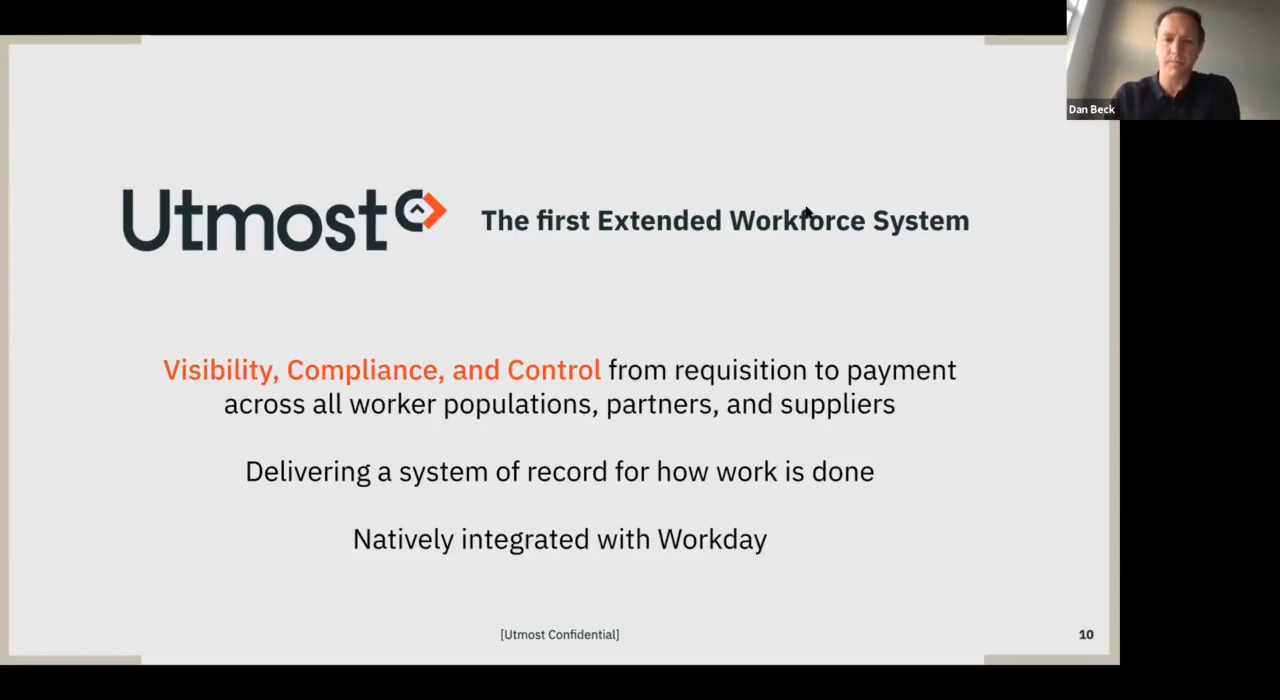 Dan Beck
Utmost
The first Extended Workforce System
Visibility, Compliance, and Control from requisition to payment
across all worker populations, partners, and suppliers
Delivering a system of record for how work is done
Natively integrated with Workday
[Utmost Confidential]
10